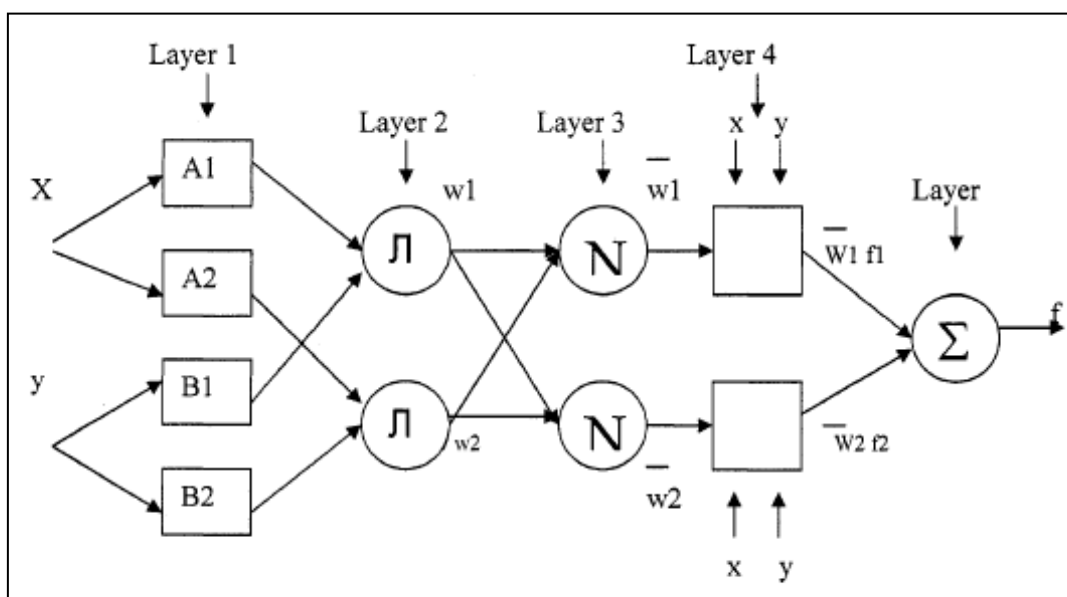 Layer 1
Layer 4
Layer 2
Layer 3
x y
A1
w1
w1
Layer
X
Л
N
W1 f1
A2
f
Σ
y
B1
Л
N
w2
W2 f2
B2
w2
x y